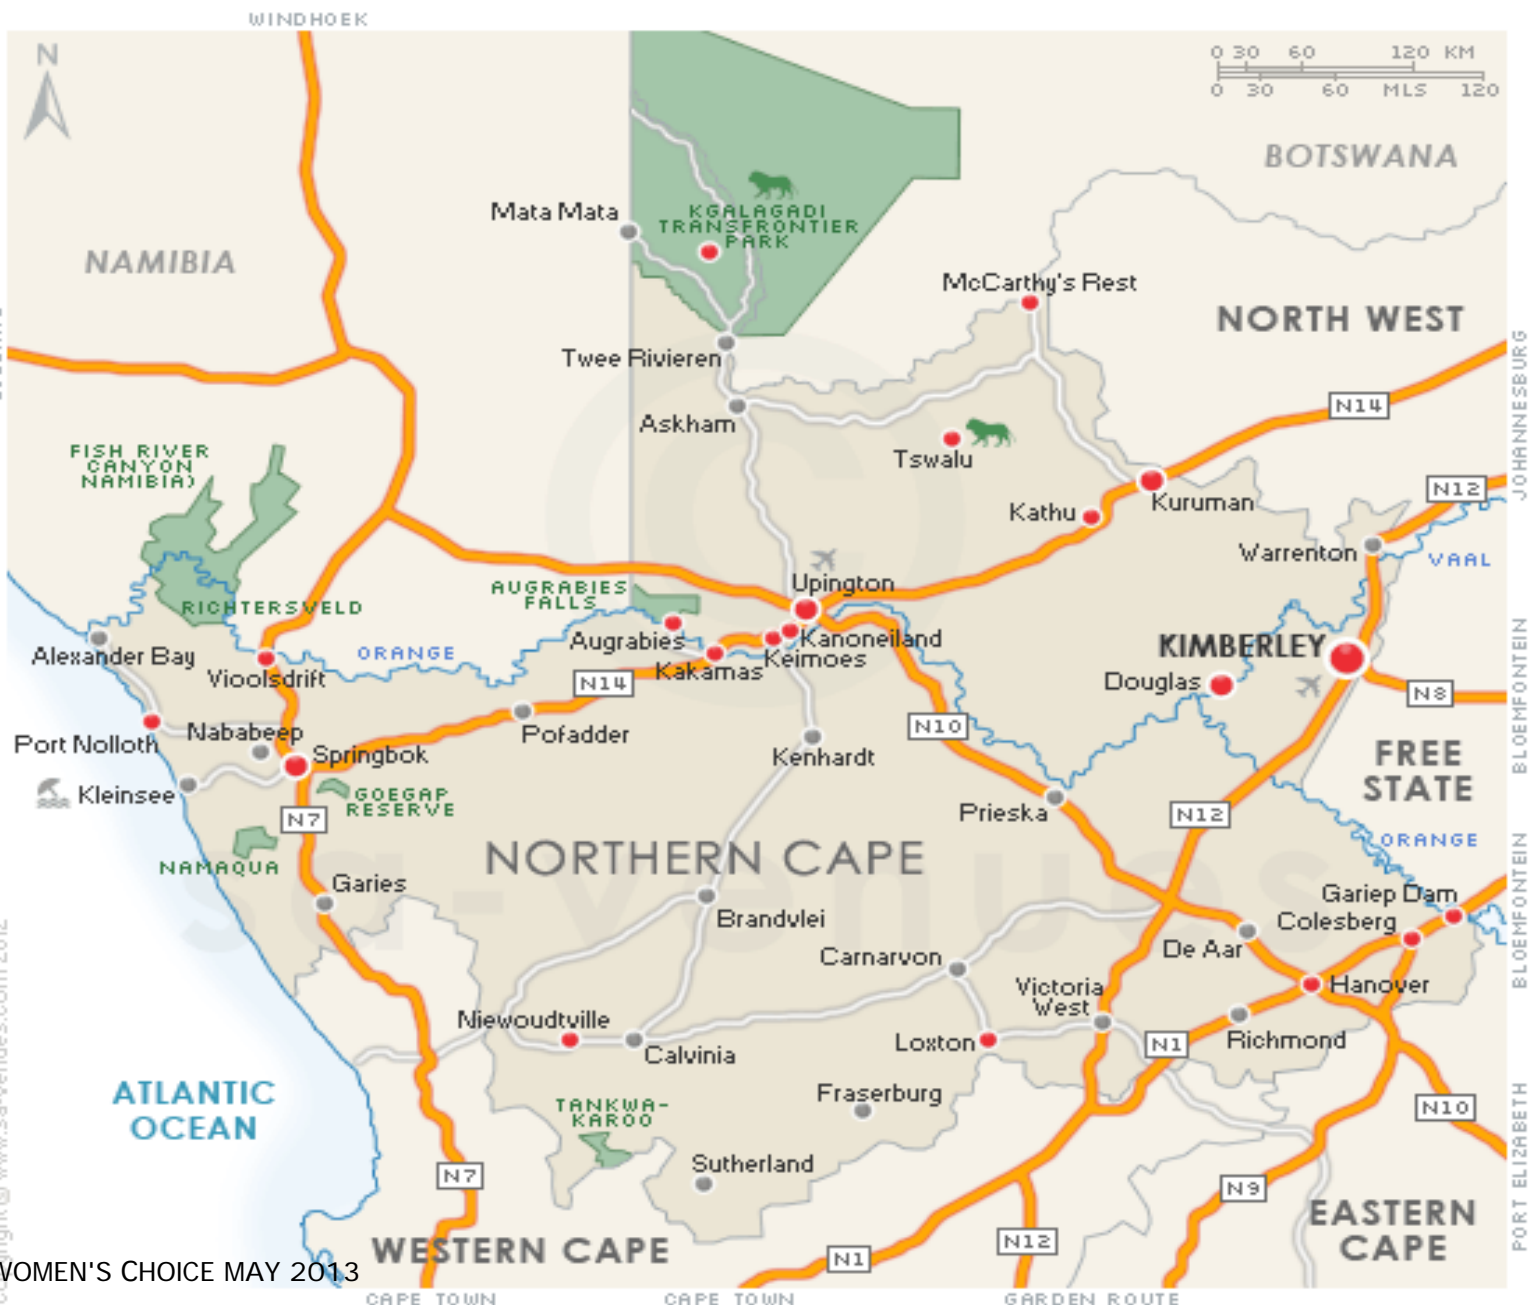 WINDHOEK
N
0 30 60 120 KM
0 30 60 MLS 120
BOTSWANA
Mata Mata
KGALAGADI
TRANSFRONTIER
PARK
NAMIBIA
McCarthy's Rest
NORTH WEST
JOHANNESBURG
Twee Rivieren
N14
Askham
FISH RIVER
CANYON
NAMIBIA)
Tswalu
N12
Kathu
Kuruman
Warrenton
VAAL
Upington
AUGRABIES
FALLS
RICHTERSVELD
Alexander Bay
ORANGE
Augrabies
Kanoneiland
Keimoes
Kakamas
KIMBERLEY
BLOEMFONTEIN
Vioolsdrift
N14
Douglas
N8
Port Nolloth
Nababeep
Springbok
Pofadder
N10
Kenhardt
FREE
STATE
Kleinsee
GOEGAP
RESERVE
N7
Prieska
N12
ORANGE
NAMAQUA
NORTHERN CAPE
sa-venues
Garies
Gariep Dam
Colesberg
BLOEMFONTEIN
Brandvlei
De Aar
Carnarvon
Victoria
West
Hanover
Niewoudtville
Calvinia
Loxton
N1
Richmond
ATLANTIC
OCEAN
TANKWA-
KAROO
Fraserburg
N10
PORT ELIZABETH
Sutherland
N7
N9
EASTERN
CAPE
WESTERN CAPE
N1
N12
WOMEN'S CHOICE MAY 2013
CAPE TOWN
CAPE TOWN
GARDEN ROUTE